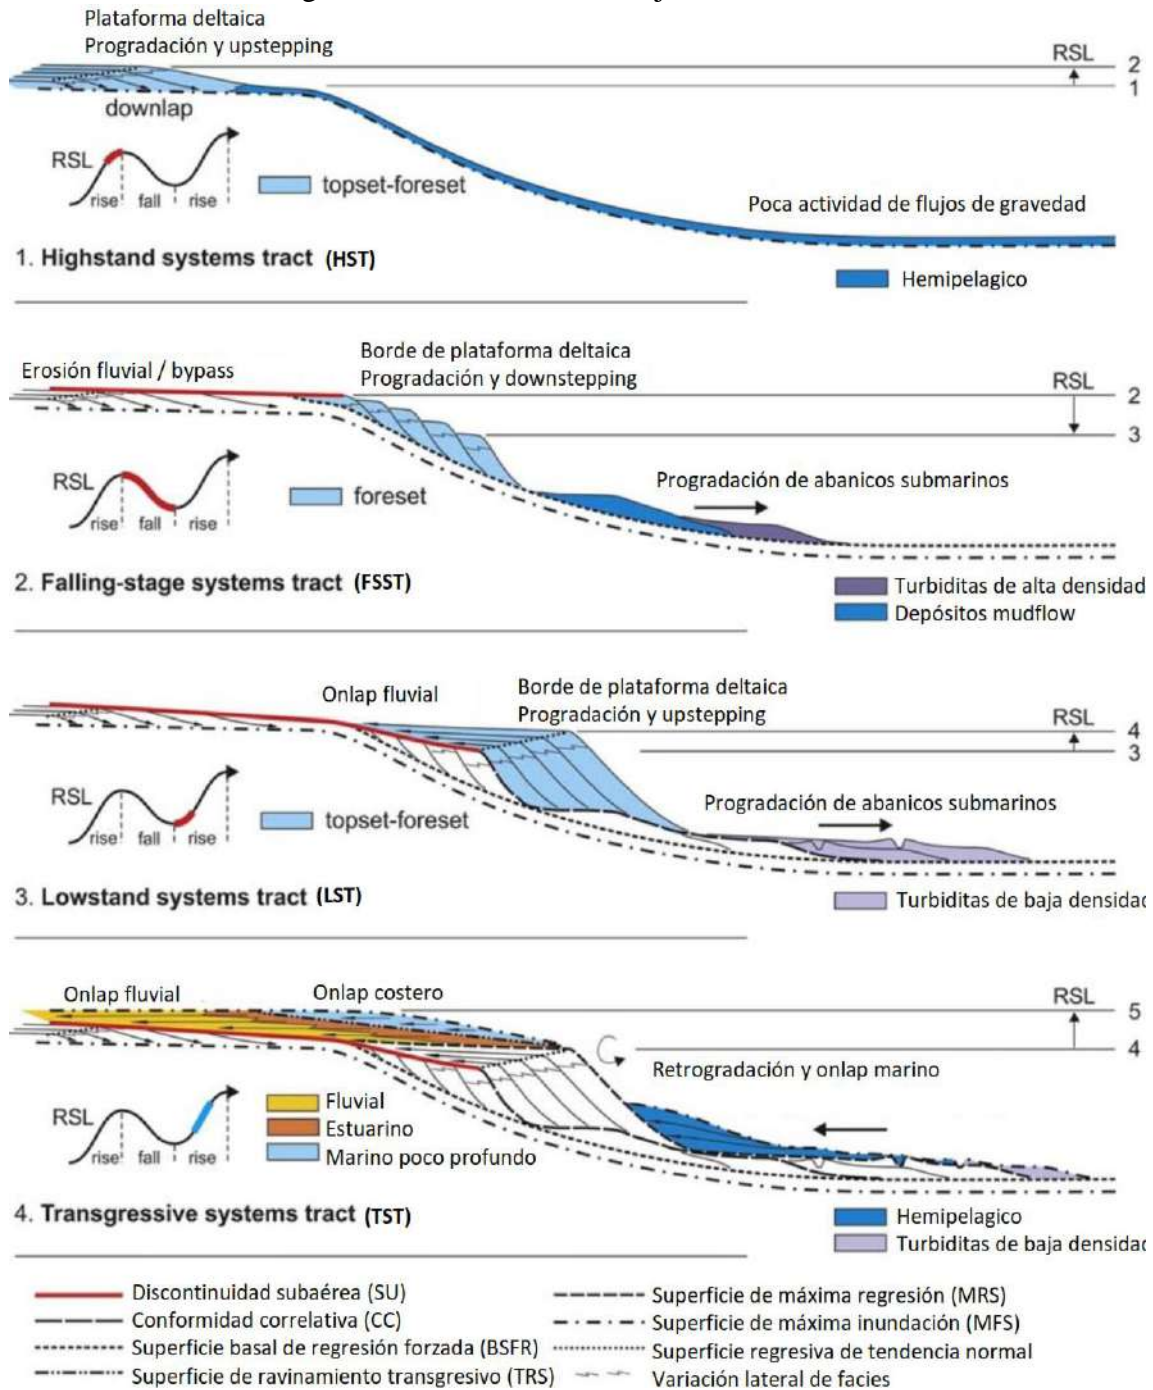 Plataforma deltaica
Progradación y upstepping
RSL
2
1
downlap
RSL
rise
fall
rise
topset-foreset
Poca actividad de flujos de gravedad
1. Highstand systems tract (HST)
Hemipelagico
Borde de plataforma deltaica
Erosión fluvial / bypass
Progradación y downstepping
RSL
2
3
RSL
rise
fall
rise
foreset
Progradación de abanicos submarinos
2. Falling-stage systems tract (FSST)
Turbiditas de alta densidad
Depósitos mudflow
Onlap fluvial
Borde de plataforma deltaica
Progradación y upstepping
RSL
4
3
RSL
rise
fall
rise
topset-foreset
Progradación de abanicos submarinos
3. Lowstand systems tract (LST)
Turbiditas de baja densidad
Onlap fluvial
Onlap costero
RSL
5
4
Retrogradación y onlap marino
RSL
rise
fall
rise
Fluvial
Estuarino
Marino poco profundo
4. Transgressive systems tract (TST)
Hemipelagico
Turbiditas de baja densidad
Discontinuidad subaérea (SU)
Conformidad correlativa (CC)
Superficie basal de regresión forzada (BSFR)
Superficie de ravinamiento transgresivo (TRS)
Superficie de máxima regresión (MRS)
Superficie de máxima inundación (MFS)
Superficie regresiva de tendencia normal
Variación lateral de facies